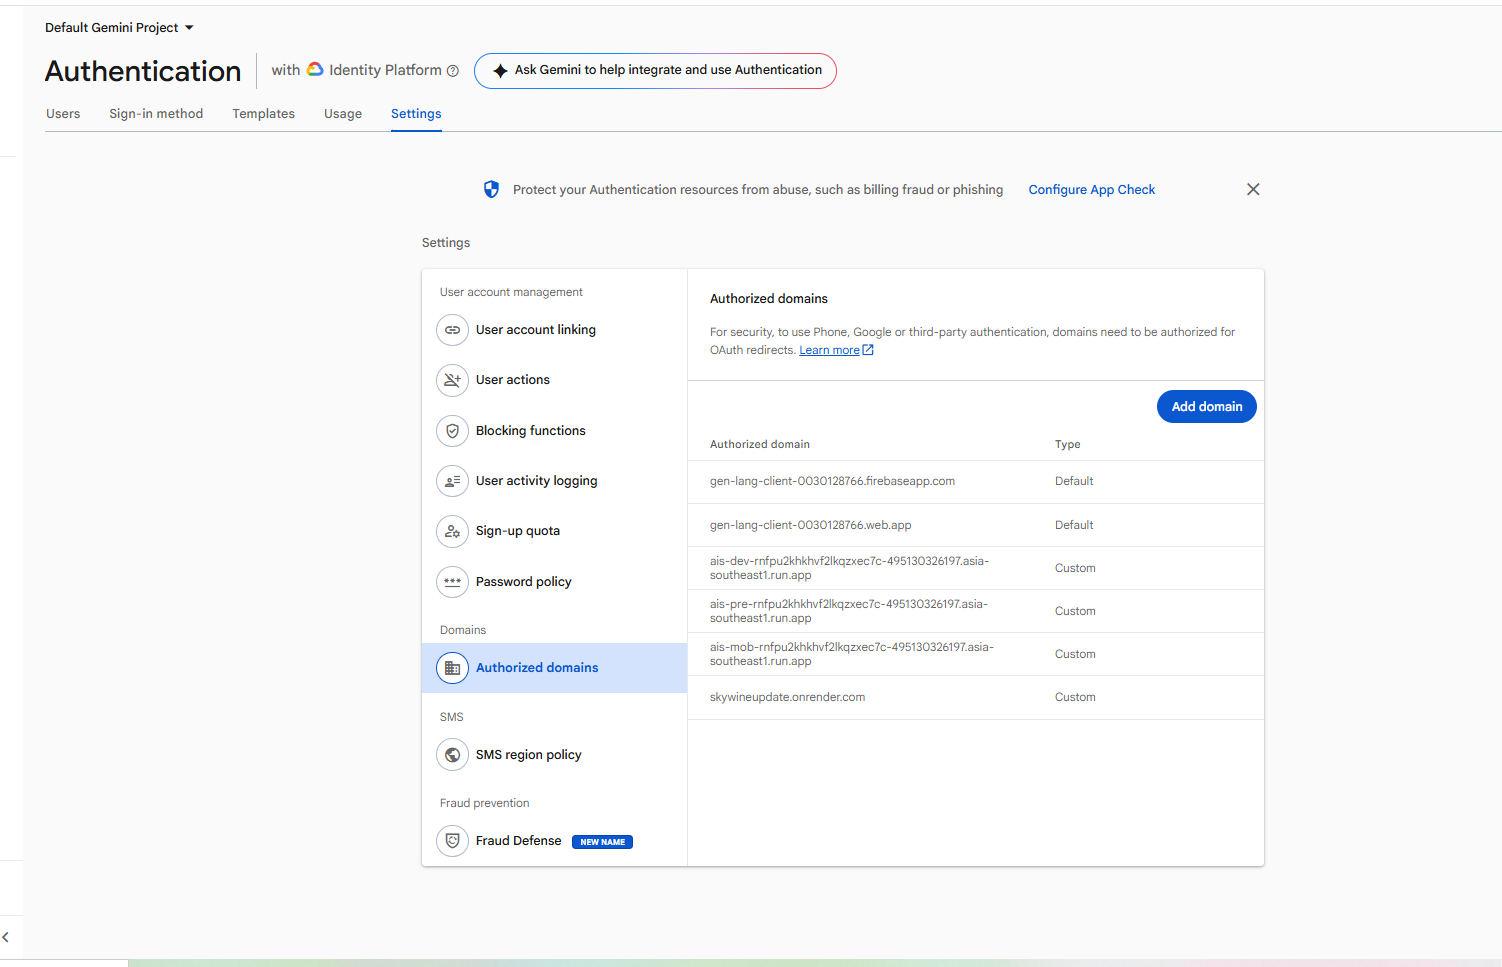 Default Gemini Project
Authentication
with Identity Platform
Ask Gemini to help integrate and use Authentication
Users
Sign-in method
Templates
Usage
Settings
Protect your Authentication resources from abuse, such as billing fraud or phishing
Configure App Check
Settings
User account management
User account linking
User actions
Blocking functions
User activity logging
Sign-up quota
Password policy
Domains
Authorized domains
SMS
SMS region policy
Fraud prevention
Fraud Defense NEW NAME
Authorized domains
For security, to use Phone, Google or third-party authentication, domains need to be authorized for
OAuth redirects. Learn more
Add domain
Authorized domain Type
gen-lang-client-0030128766.firebaseapp.com Default
gen-lang-client-0030128766.web.app Default
ais-dev-rnfpu2khkhvf2lkqzxec7c-495130326197.asia-
southeast1.run.app
Custom
ais-pre-rnfpu2khkhvf2lkqzxec7c-495130326197.asia-
southeast1.run.app
Custom
ais-mob-rnfpu2khkhvf2lkqzxec7c-495130326197.asia-
southeast1.run.app
Custom
skywineupdate.onrender.com Custom